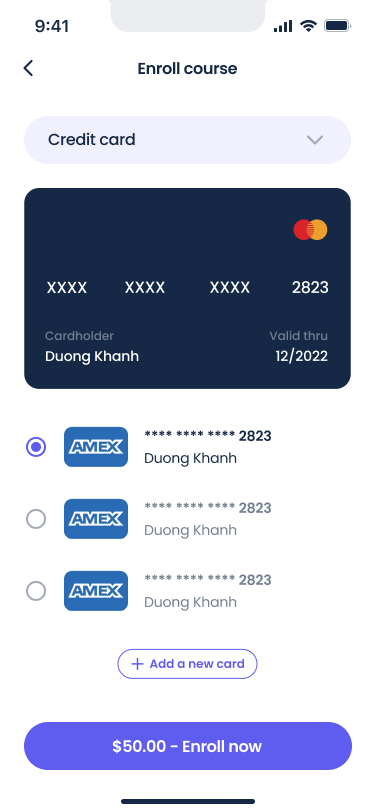 9:41
Enroll course
Credit card
XXXX XXXX XXXX 2823
Cardholder Valid thru
Duong Khanh 12/2022
AMEX **** **** **** 2823
Duong Khanh
AMEX **** **** **** 2823
Duong Khanh
AMEX **** **** **** 2823
Duong Khanh
+ Add a new card
$50.00 - Enroll now